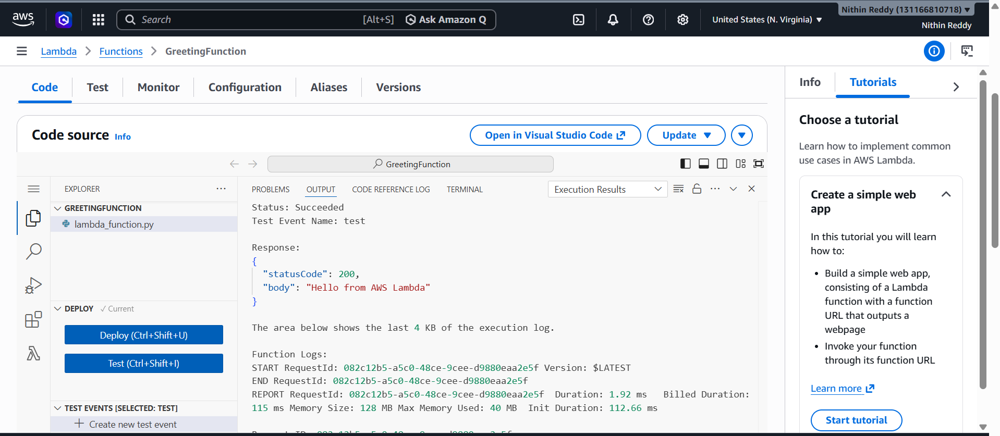 aws
Search [Alt+S] Ask Amazon Q
United States (N. Virginia) ▼
Nithin Reddy (131166810718) ▼
Nithin Reddy
Lambda > Functions > GreetingFunction
Code Test Monitor Configuration Aliases Versions
Code source Info
Open in Visual Studio Code Update ▼
GreetingFunction
EXPLORER
GREETINGFUNCTION
lambda_function.py
DEPLOY ✓ Current
Deploy (Ctrl+Shift+U)
Test (Ctrl+Shift+I)
TEST EVENTS [SELECTED: TEST]
+ Create new test event
PROBLEMS OUTPUT CODE REFERENCE LOG TERMINAL
Execution Results
Status: Succeeded
Test Event Name: test
Response:
{
"statusCode": 200,
"body": "Hello from AWS Lambda"
}
The area below shows the last 4 KB of the execution log.
Function Logs:
START RequestId: 082c12b5-a5c0-48ce-9cee-d9880eaa2e5f Version: $LATEST
END RequestId: 082c12b5-a5c0-48ce-9cee-d9880eaa2e5f
REPORT RequestId: 082c12b5-a5c0-48ce-9cee-d9880eaa2e5f Duration: 1.92 ms Billed Duration:
115 ms Memory Size: 128 MB Max Memory Used: 40 MB Init Duration: 112.66 ms
Info Tutorials
Choose a tutorial
Learn how to implement common
use cases in AWS Lambda.
Create a simple web
app
In this tutorial you will learn
how to:
• Build a simple web app,
consisting of a Lambda
function with a function
URL that outputs a
webpage
• Invoke your function
through its function URL
Learn more
Start tutorial